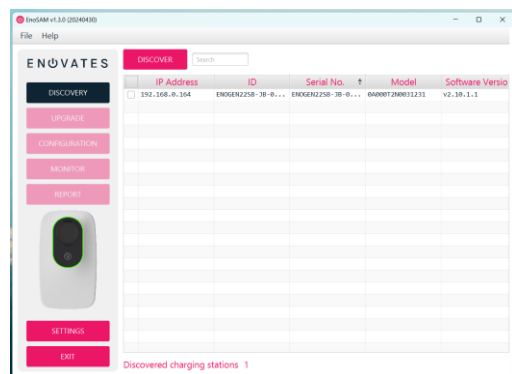 EnoSAM v1.3.0 (20240430)
File Help
ENOVATES
DISCOVERY
UPGRADE
CONFIGURATION
MONITOR
REPORT
SETTINGS
EXIT
DISCOVER Search
IP Address ID Serial No. Model Software Versio
192.168.0.164 ENOGEN22SB-JB-0... ENOGEN22SB-JB-0... 0A000T2N0031231 v2.10.1.1
Discovered charging stations 1